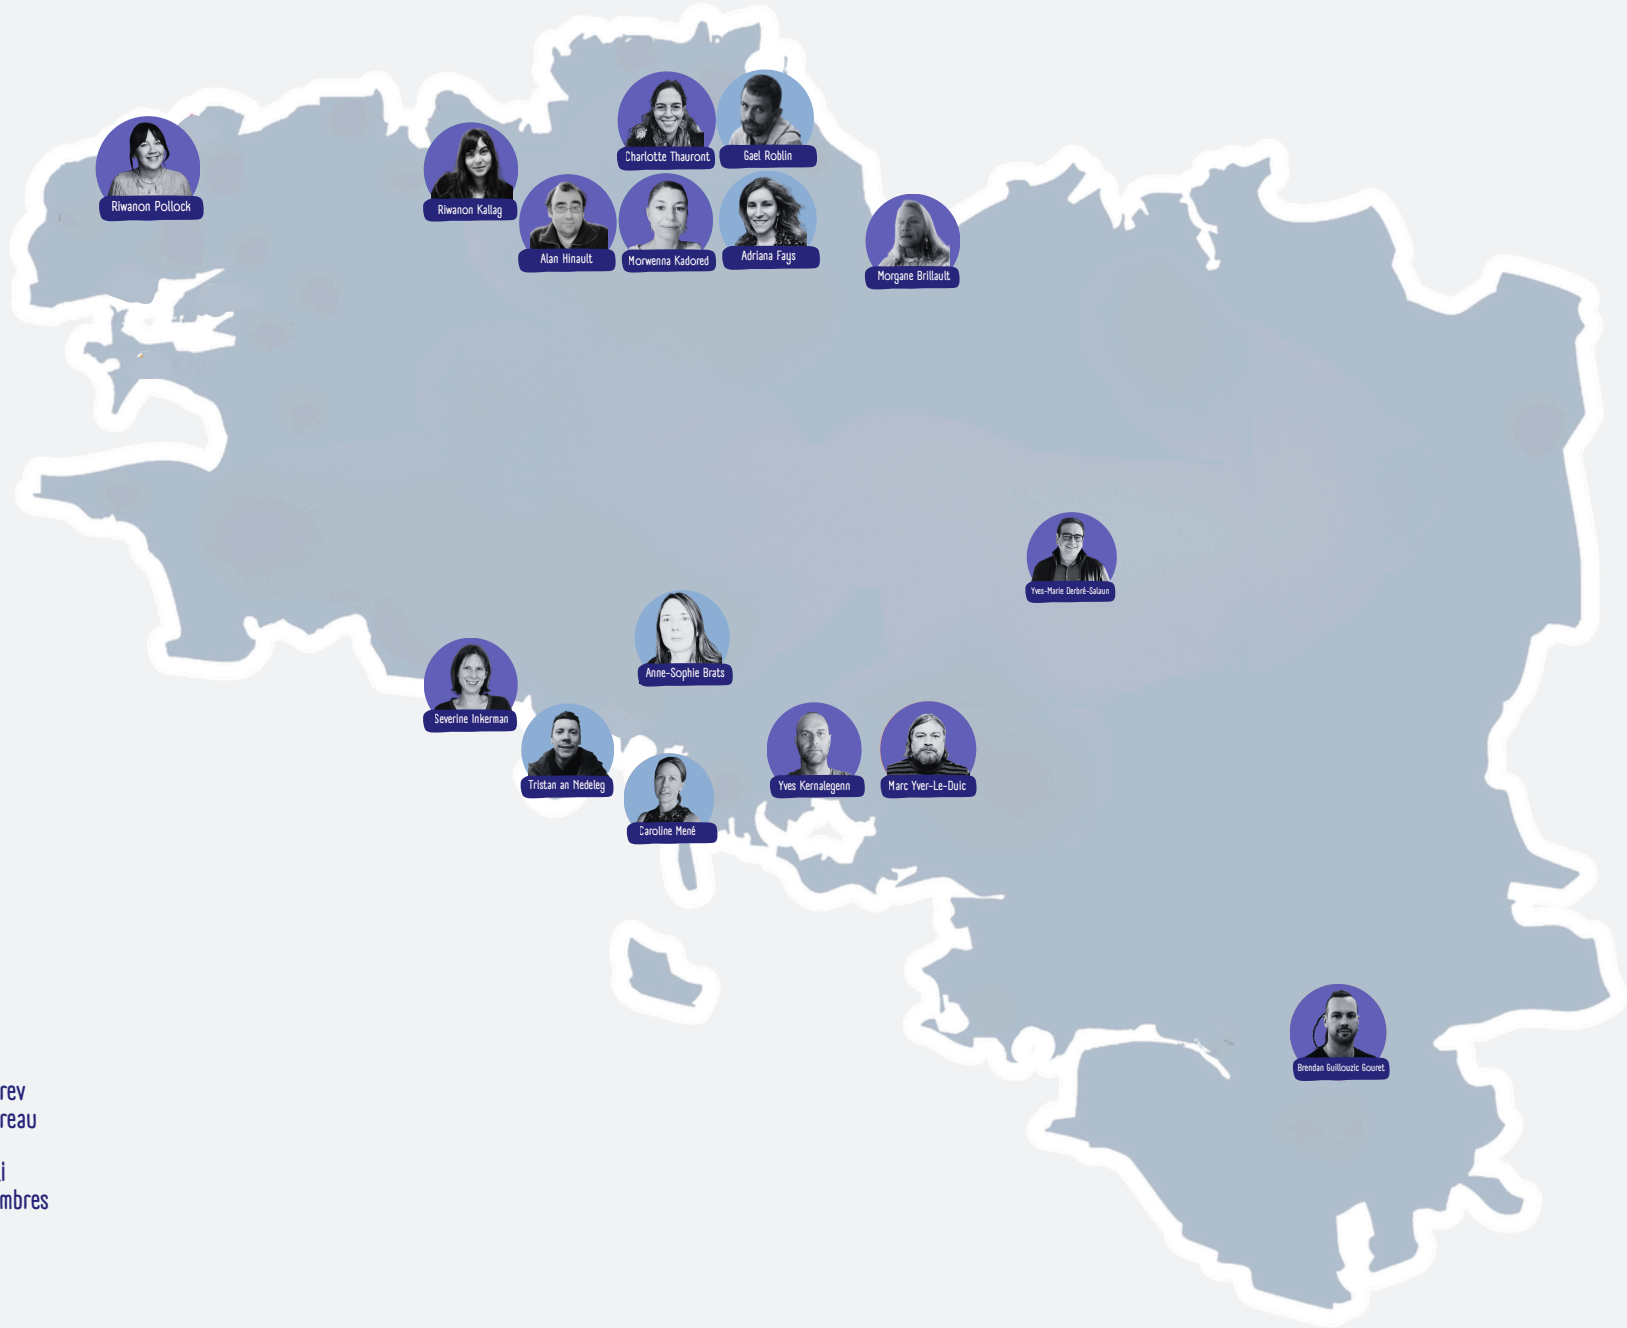 Charlotte Thauront
Gael Roblin
Riwanon Pollock
Riwanon Kallag
Alan Hinault
Morwenna Kadored
Adriana Fays
Morgane Brillault
Yves-Marie Derbré-Salaun
Anne-Sophie Brats
Severine Inkerman
Tristan an Nedeleg
Yves Kernalegenn
Marc Yver-Le-Duic
Caroline Mené
Brendan Guillouzic Gouret
rev
reau
i
mbres